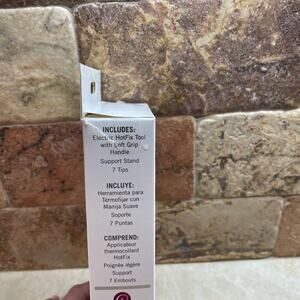 INCLUDES:
Electric HotFix Tool
with Soft Grip
Handle
Support Stand
7 Tips
INCLUYE:
Herramienta para
Termofijar con
Manija Suave
Soporte
7 Puntas
COMPREND:
Applicateur
thermocollant
HotFix
Poignée légère
Support
7 Embouts